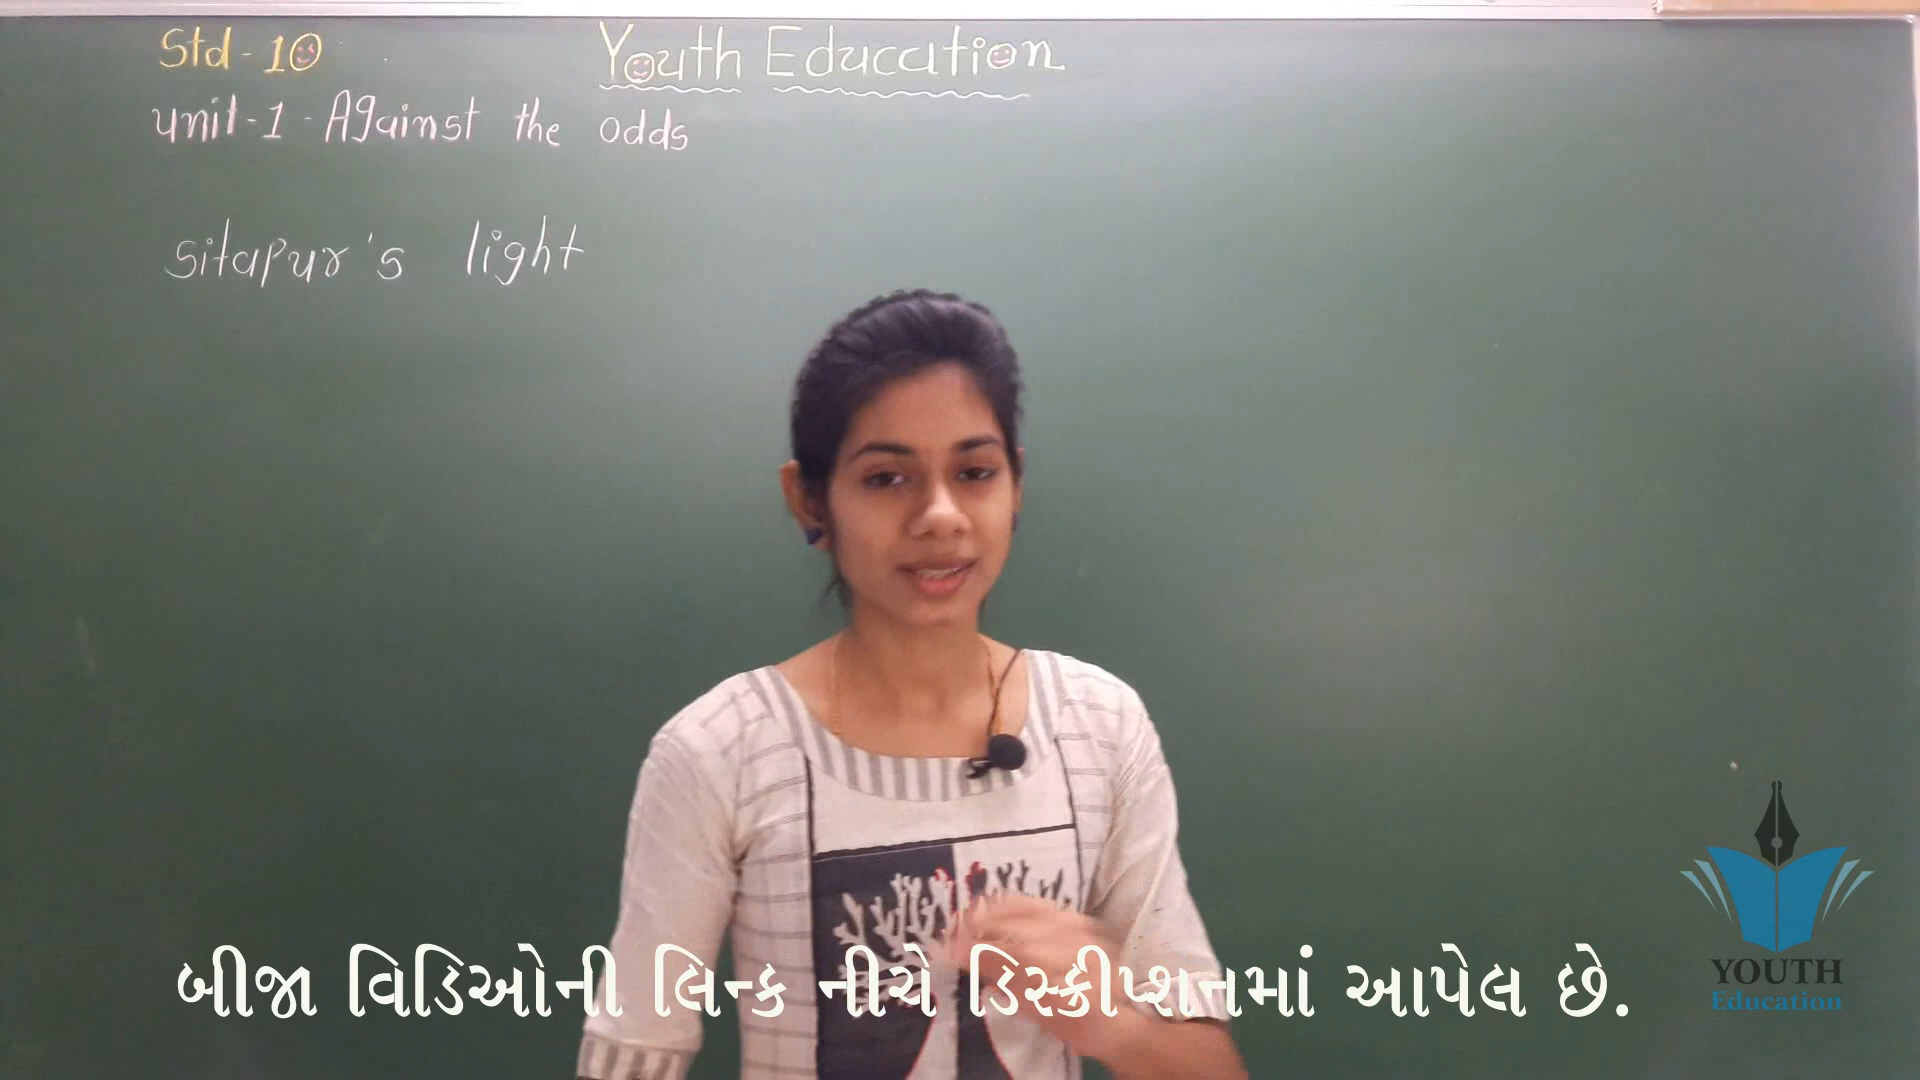 Std - 10
Youth Education
unit - 1 - Against the odds
sitapur's light
બીજા વિડિઓની લિન્ક નીચે ડિસ્ક્રીપ્શનમાં આપેલ છે.
YOUTH
Education